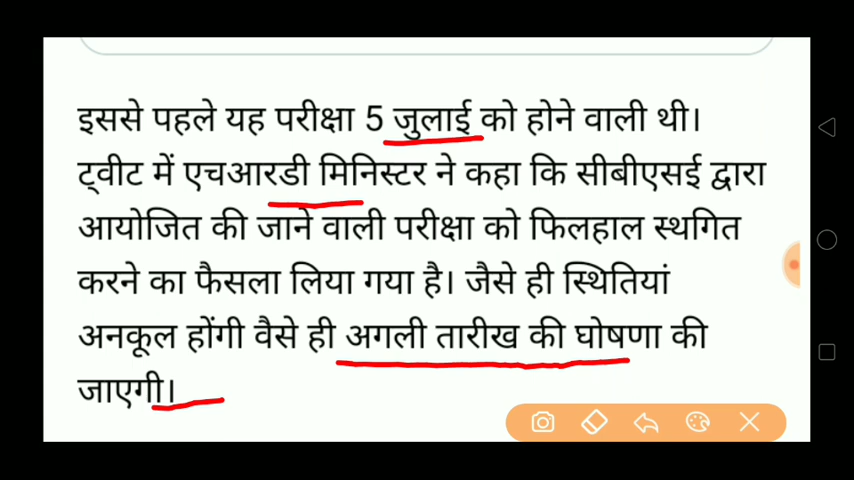 इससे पहले यह परीक्षा 5 जुलाई को होने वाली थी।
ट्वीट में एचआरडी मिनिस्टर ने कहा कि सीबीएसई द्वारा
आयोजित की जाने वाली परीक्षा को फिलहाल स्थगित
करने का फैसला लिया गया है। जैसे ही स्थितियां
अनकूल होंगी वैसे ही अगली तारीख की घोषणा की
जाएगी।